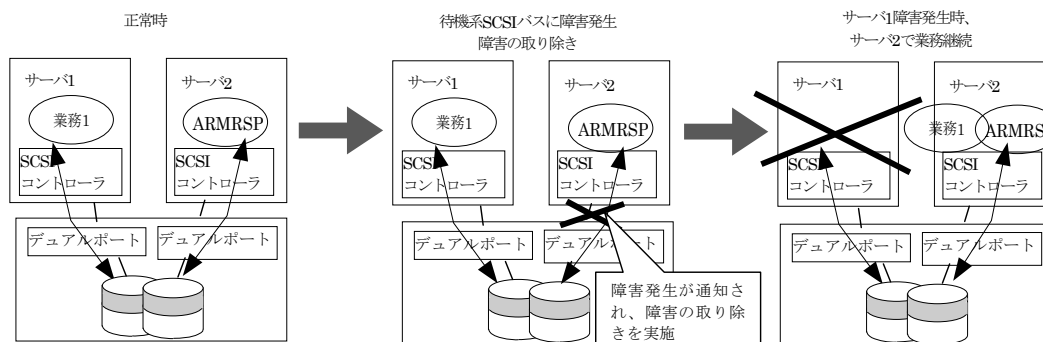 正常時
サーバ1
サーバ2
業務1
ARMRSP
SCSI
コントローラ
SCSI
コントローラ
デュアルポート
デュアルポート
待機系SCSIバスに障害発生
障害の取り除き
サーバ1
サーバ2
業務1
ARMRSP
SCSI
コントローラ
SCSI
コントローラ
デュアルポート
デュアルポート
障害発生が通知さ
れ、障害の取り除
きを実施
サーバ1障害発生時、
サーバ2で業務継続
サーバ1
サーバ2
業務1
ARMRS
SCSI
コントローラ
SCSI
コントローラ
デュアルポート
デュアルポート